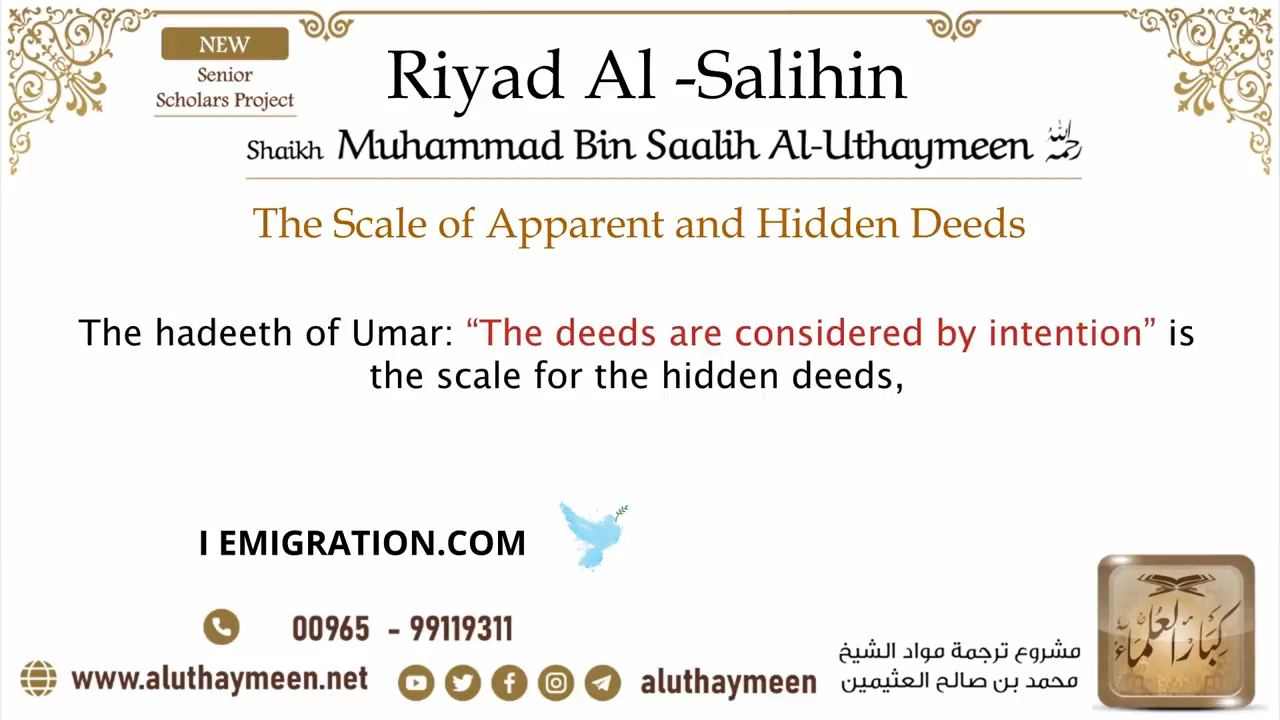 NEW
Senior
Scholars Project
Riyad Al -Salihin
Shaikh Muhammad Bin Saalih Al-Uthaymeen رحمه الله
The Scale of Apparent and Hidden Deeds
The hadeeth of Umar: “The deeds are considered by intention” is
the scale for the hidden deeds,
I EMIGRATION.COM
00965 - 99119311
www.aluthaymeen.net
aluthaymeen
مشروع ترجمة مواد الشيخ
محمد بن صالح العثيمين
كبار العلماء